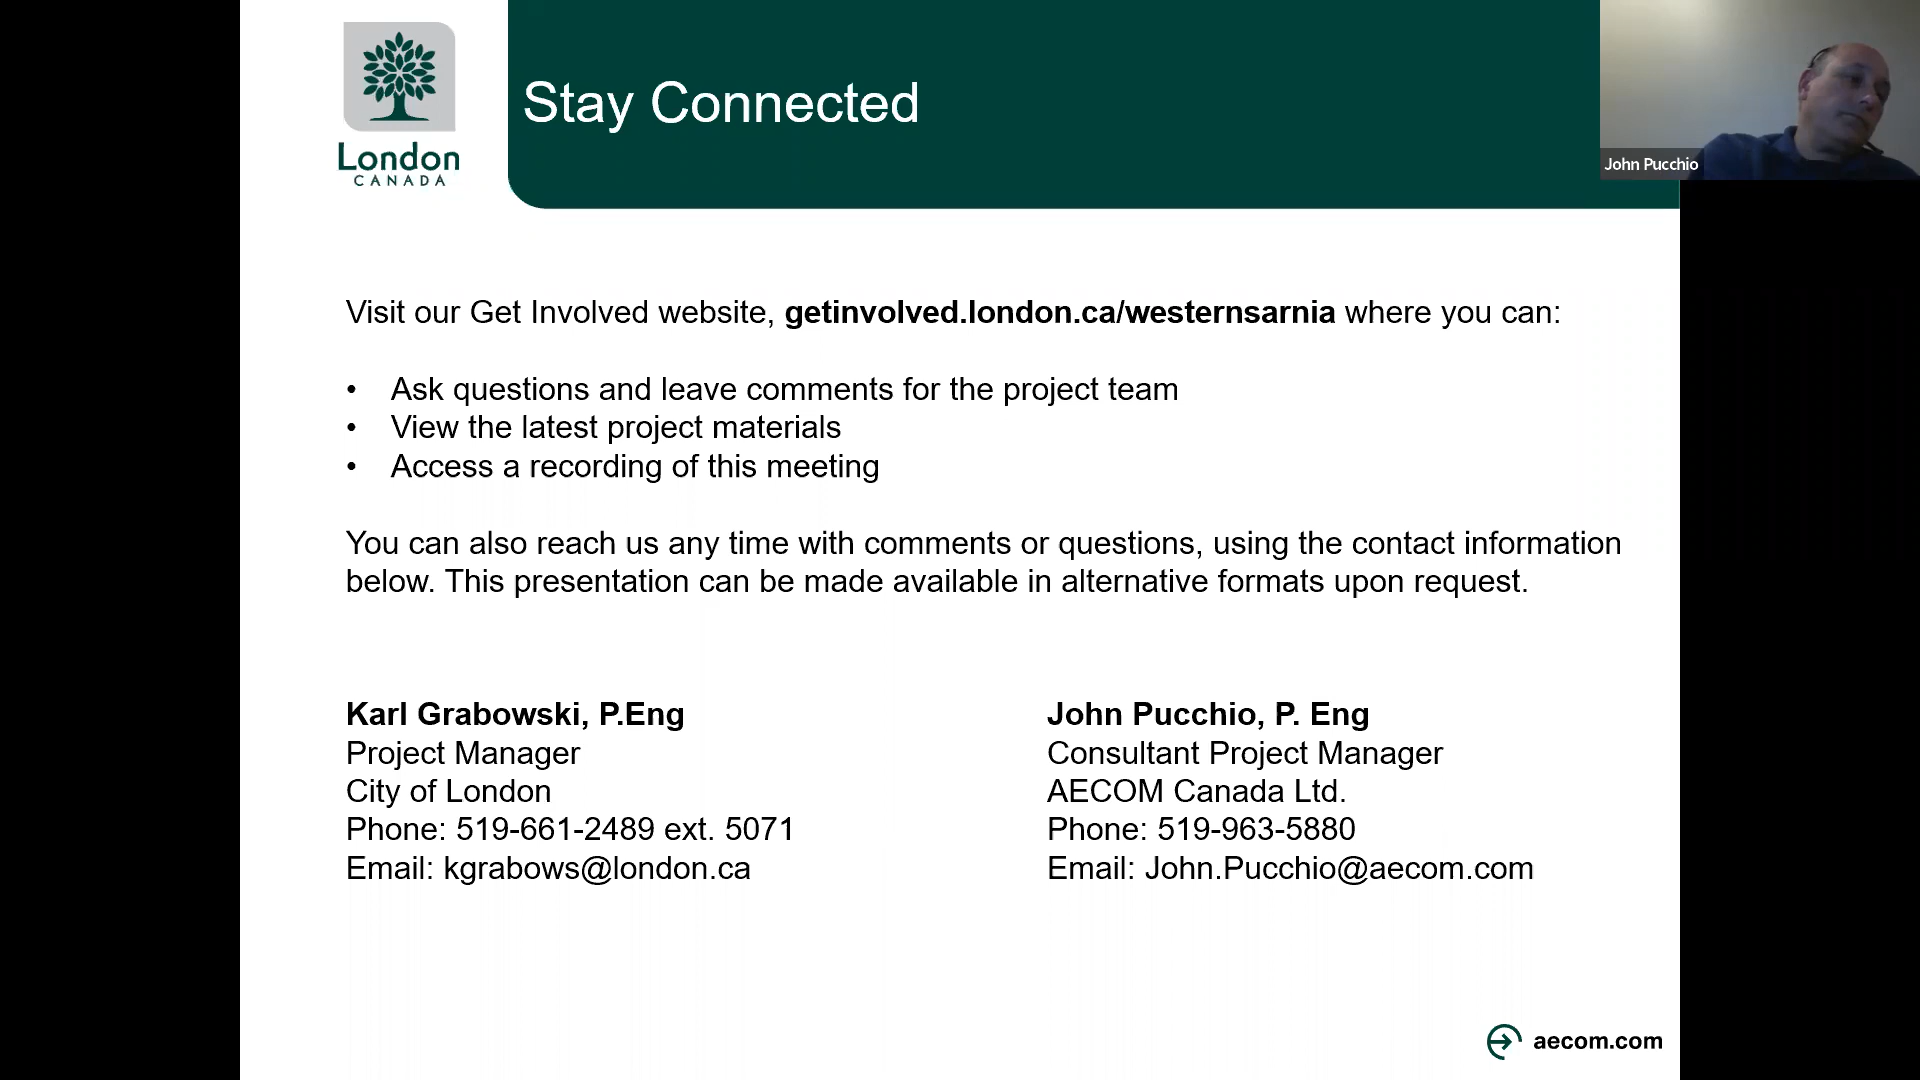 London
CANADA
Stay Connected
John Pucchio
Visit our Get Involved website, getinvolved.london.ca/westernsarnia where you can:
• Ask questions and leave comments for the project team
• View the latest project materials
• Access a recording of this meeting
You can also reach us any time with comments or questions, using the contact information
below. This presentation can be made available in alternative formats upon request.
Karl Grabowski, P.Eng
Project Manager
City of London
Phone: 519-661-2489 ext. 5071
Email: kgrabows@london.ca
John Pucchio, P. Eng
Consultant Project Manager
AECOM Canada Ltd.
Phone: 519-963-5880
Email: John.Pucchio@aecom.com
aecom.com